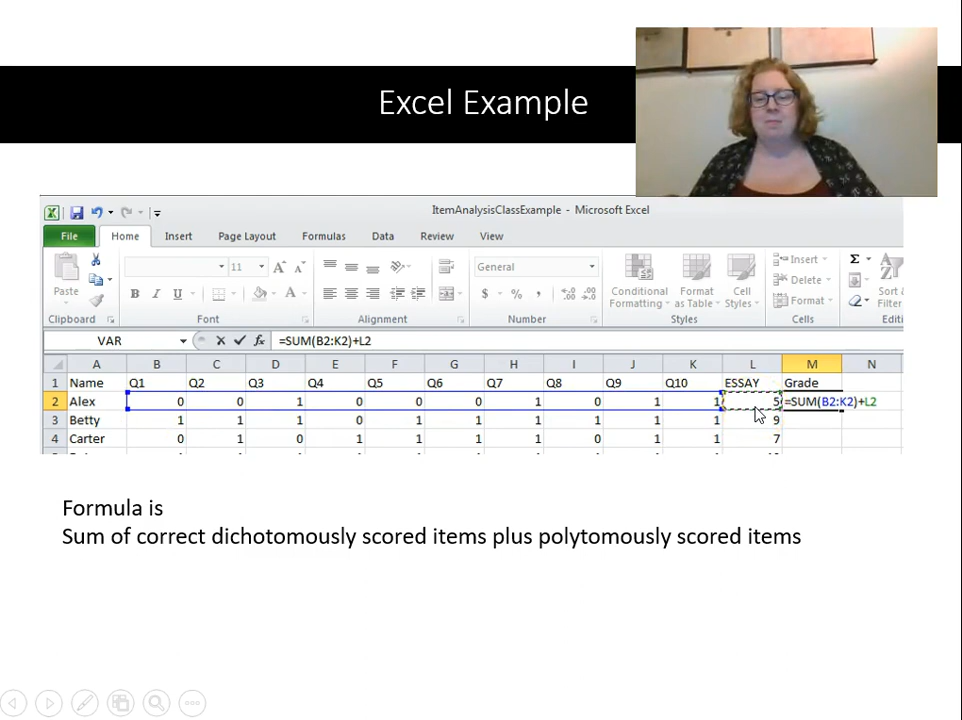 Excel Example
ItemAnalysisClassExample - Microsoft Excel
File Home Insert Page Layout Formulas Data Review View
Paste
11
General
Conditional Formatting
Format as Table
Cell Styles
Insert
Delete
Format
Sort &
Filter
Clipboard Font Alignment Number Styles Cells Editi
VAR =SUM(B2:K2)+L2
A B C D E F G H I J K L M N
1 Name Q1 Q2 Q3 Q4 Q5 Q6 Q7 Q8 Q9 Q10 ESSAY Grade
2 Alex 0 0 1 0 0 0 1 0 1 1 5 =SUM(B2:K2)+L2
3 Betty 1 1 1 0 1 1 1 1 1 1 9
4 Carter 0 1 0 1 1 1 1 0 1 1 7
Formula is
Sum of correct dichotomously scored items plus polytomously scored items